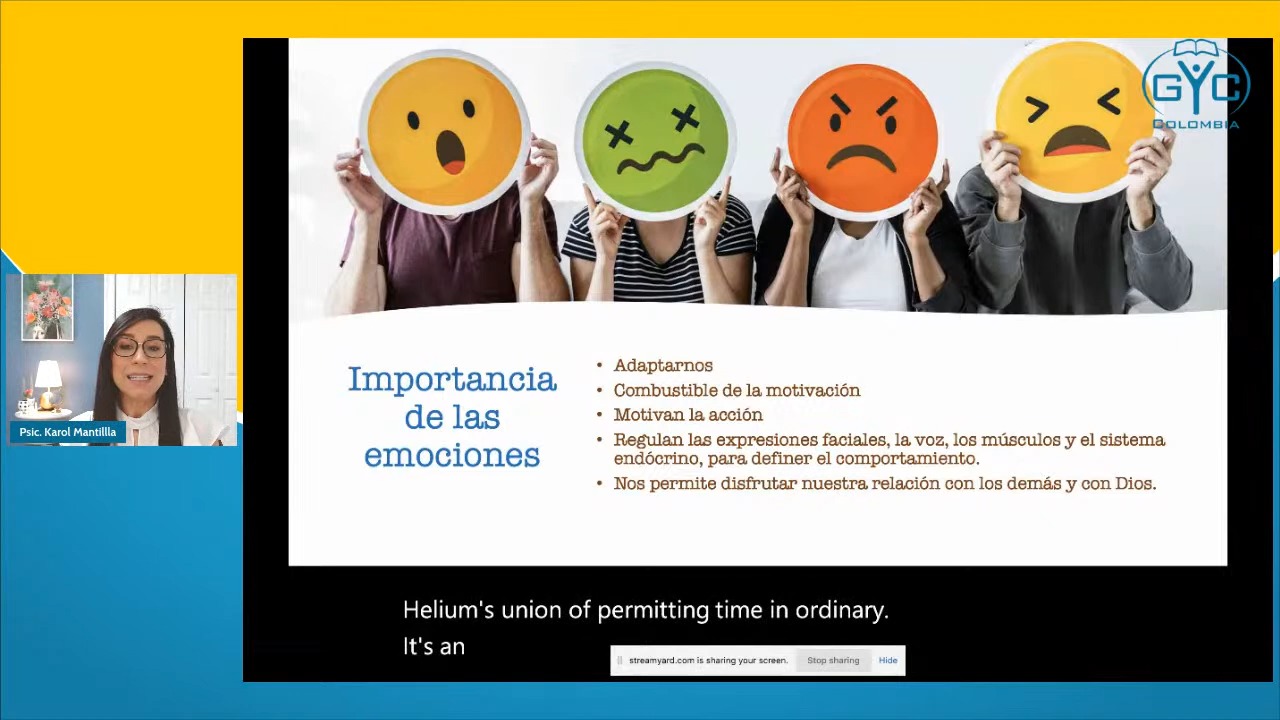 GYC
COLOMBIA
Importancia
de las
emociones
• Adaptarnos
• Combustible de la motivación
• Motivan la acción
• Regulan las expresiones faciales, la voz, los músculos y el sistema
endócrino, para definer el comportamiento.
• Nos permite disfrutar nuestra relación con los demás y con Dios.
Psic. Karol Mantillla
Helium's union of permitting time in ordinary.
It's an
streamyard.com is sharing your screen.
Stop sharing
Hide